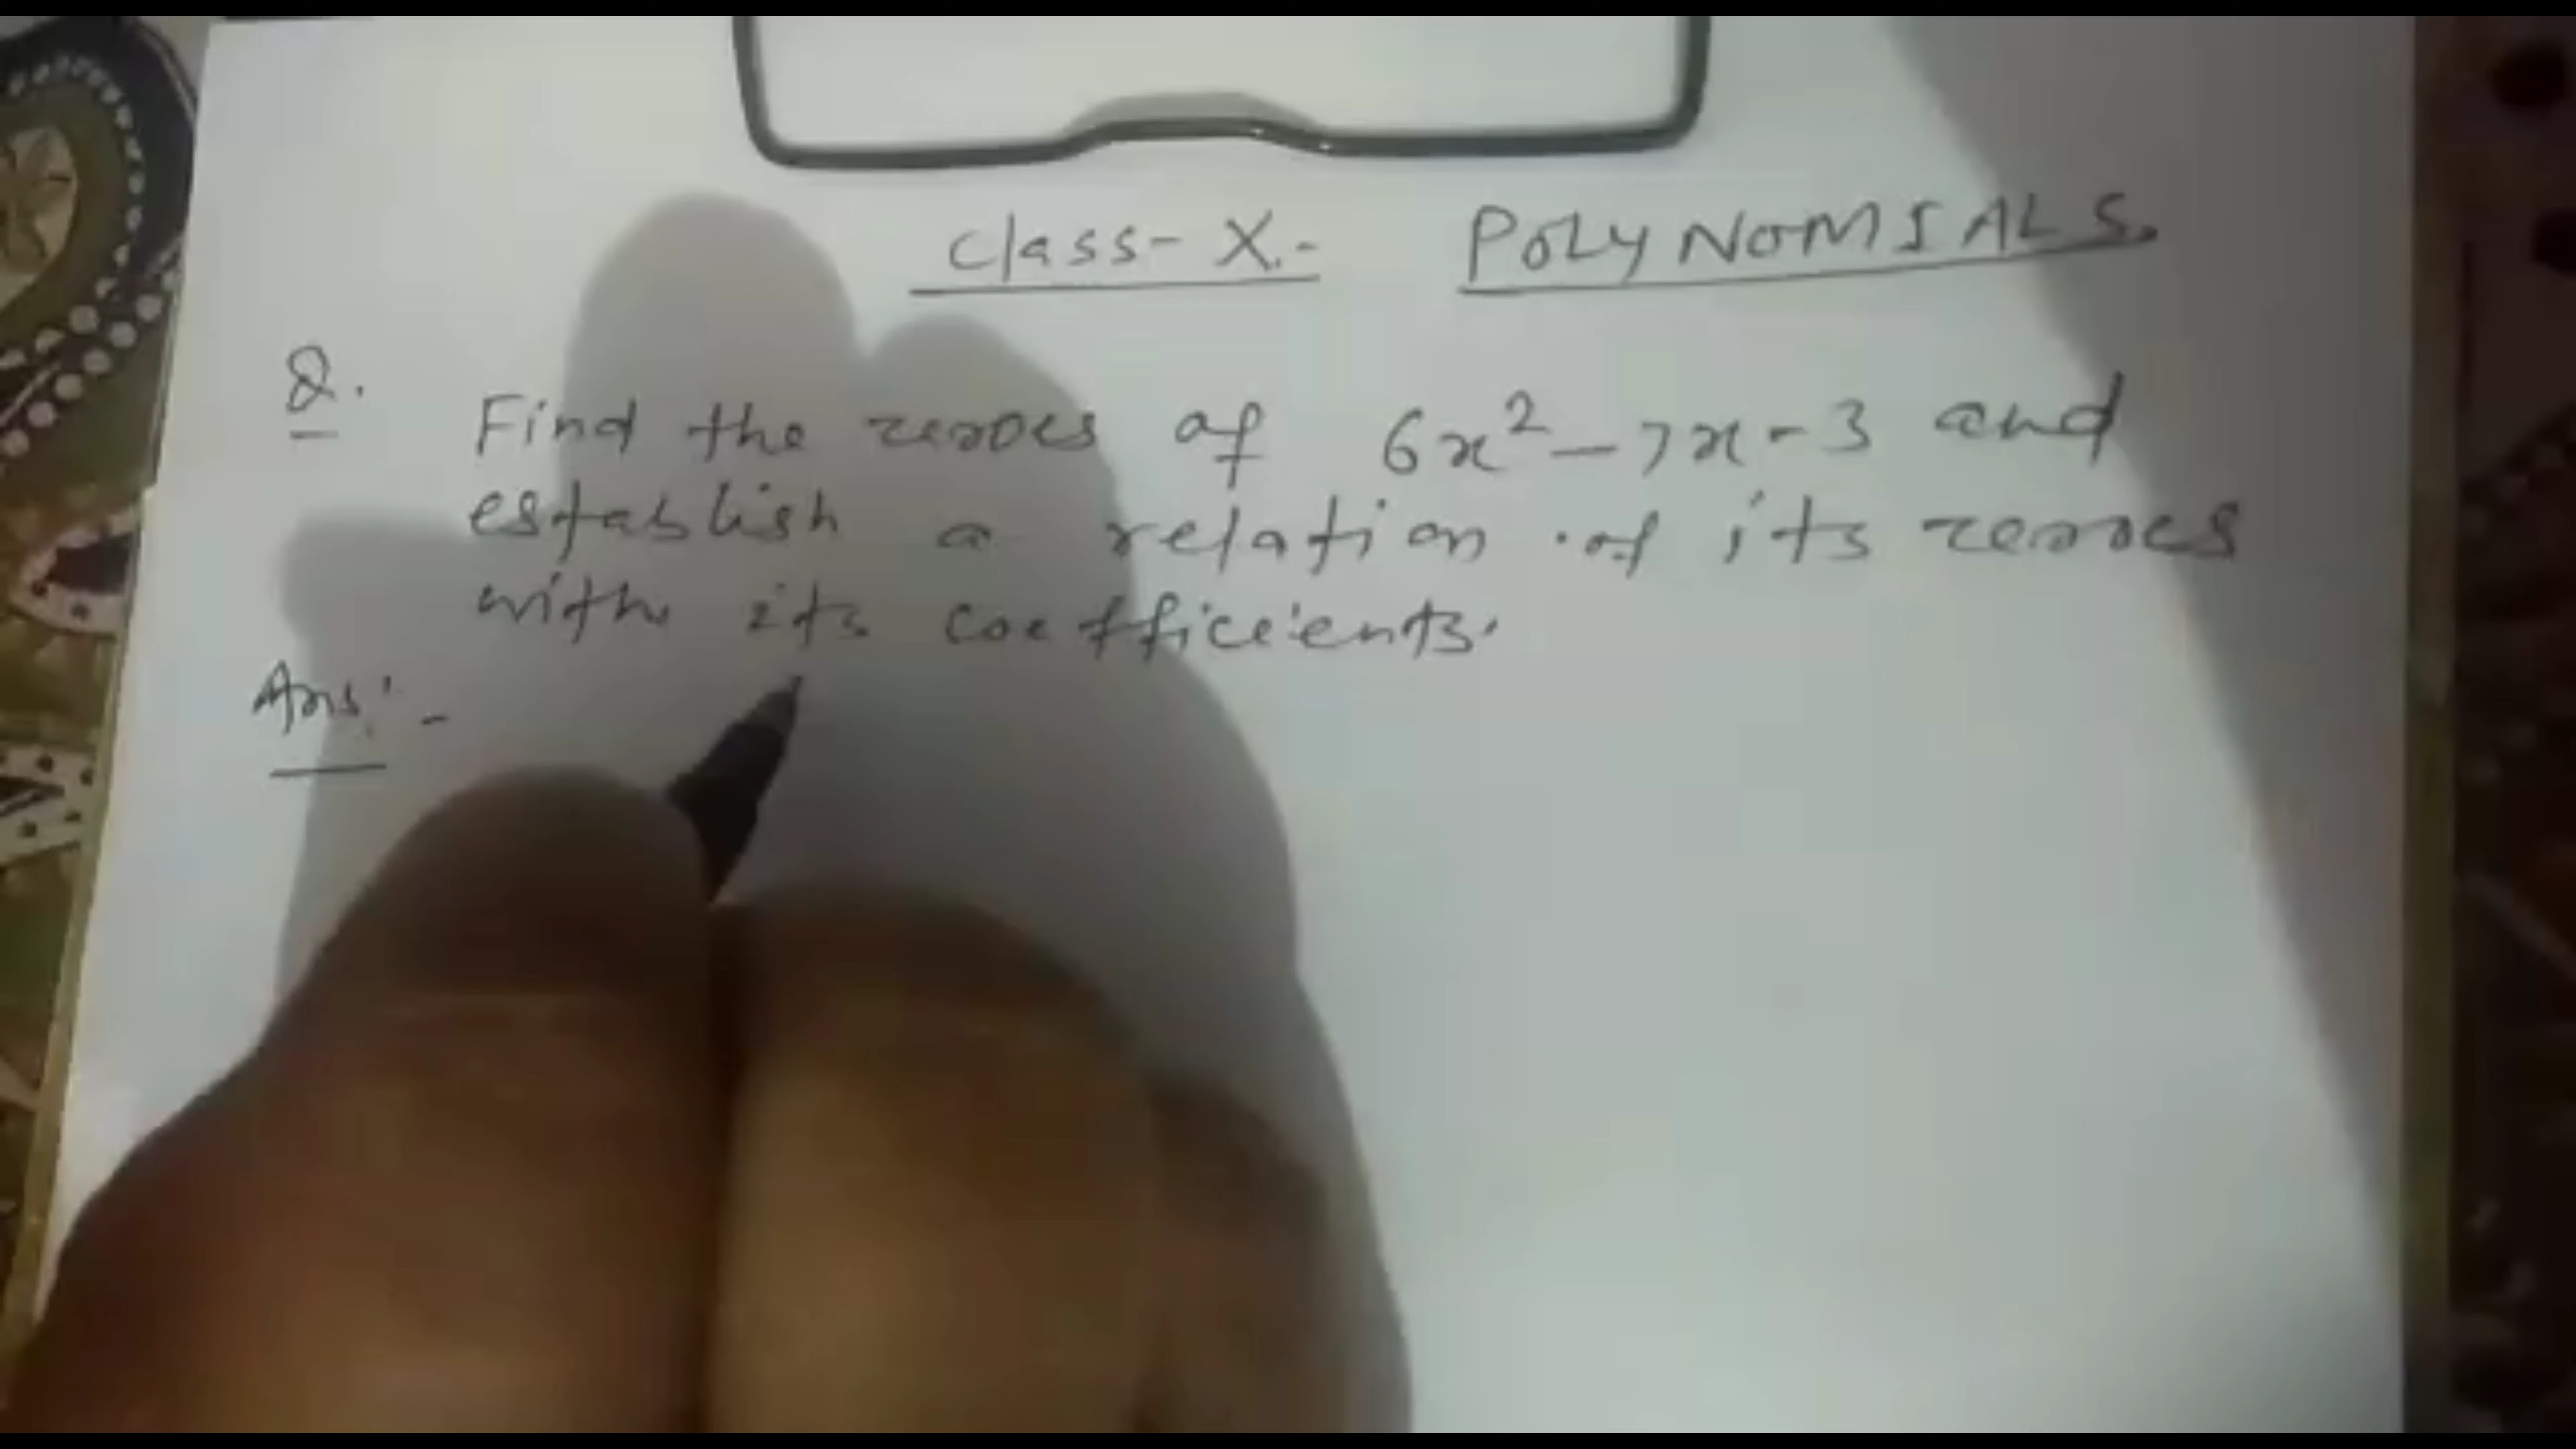 Class-X.- POLYNOMIALS.
Q.
Find the zeroes of 6x²-7x-3 and
establish a relation of its zeroes
with its coefficients.
Ans:-